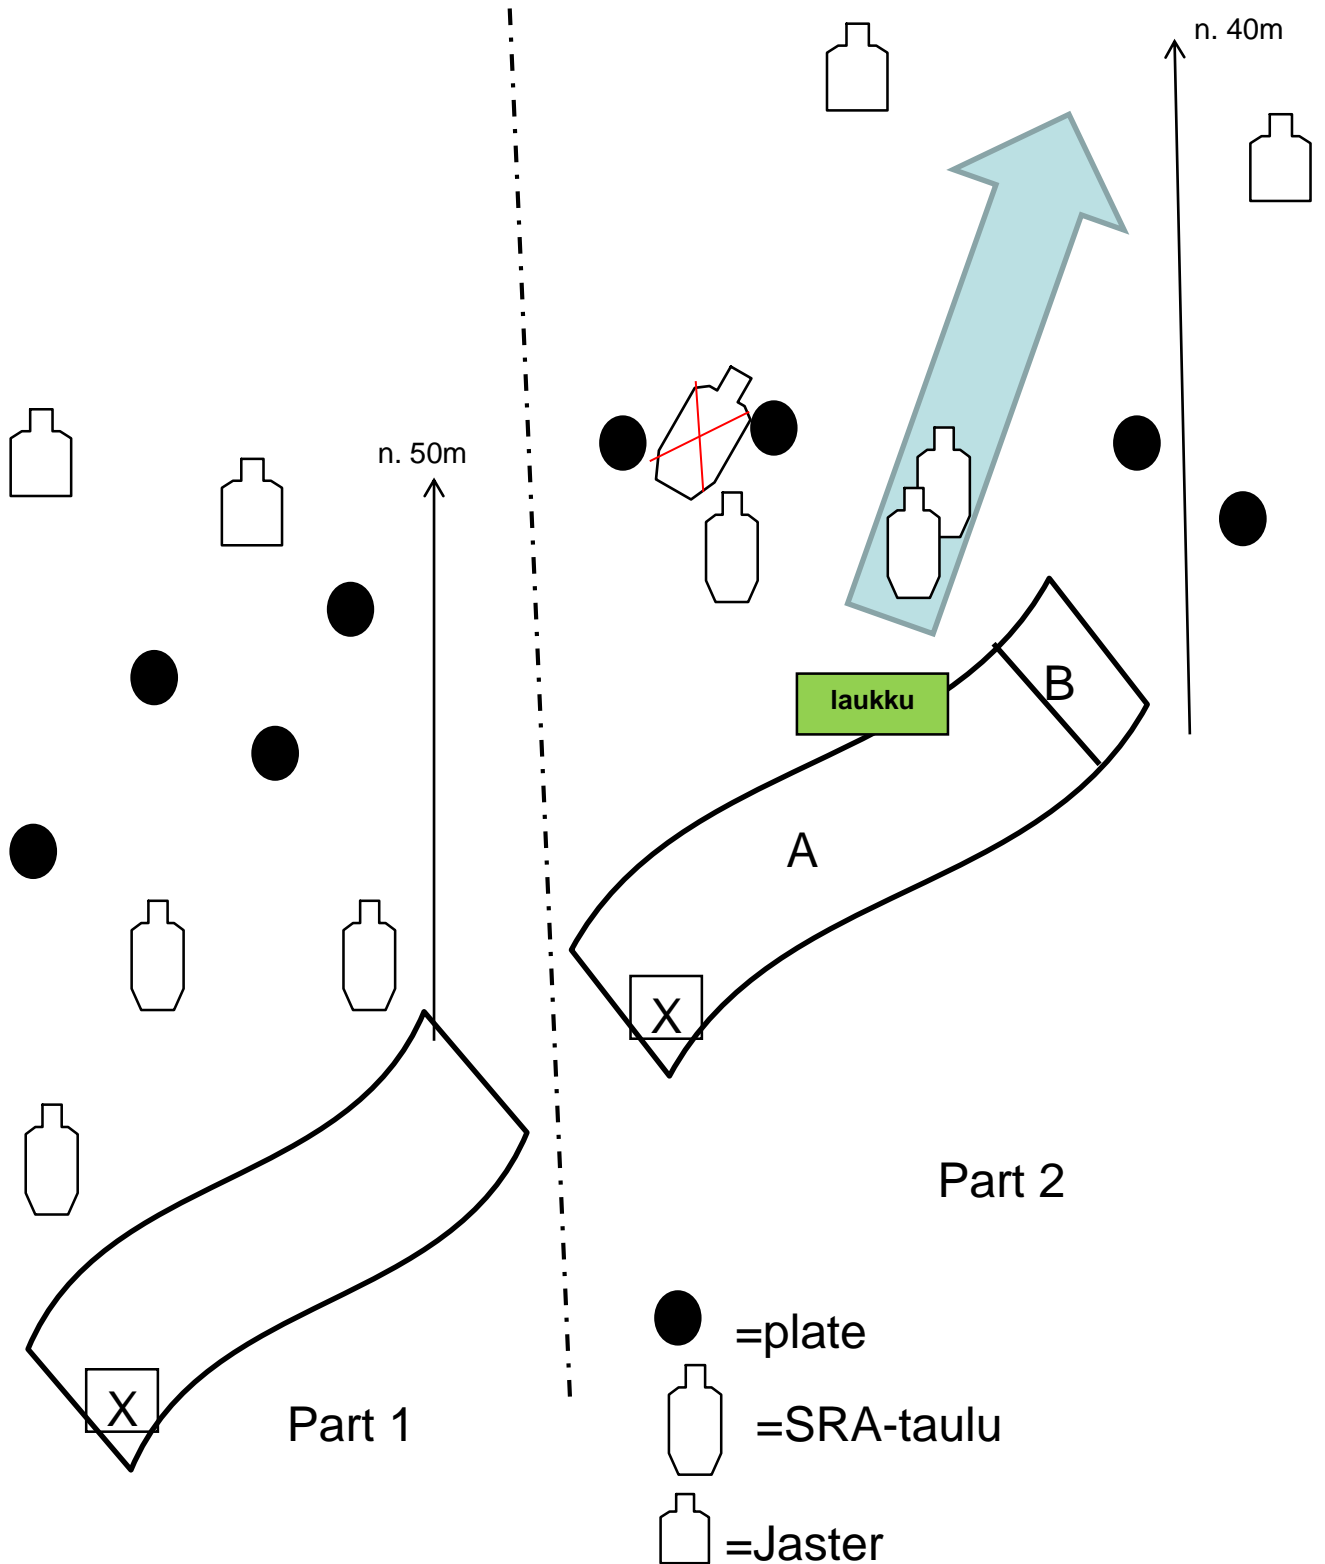 n. 40m
n. 50m
laukku
B
A
X
Part 2
X
Part 1
=plate
=SRA-taulu
=Jaster